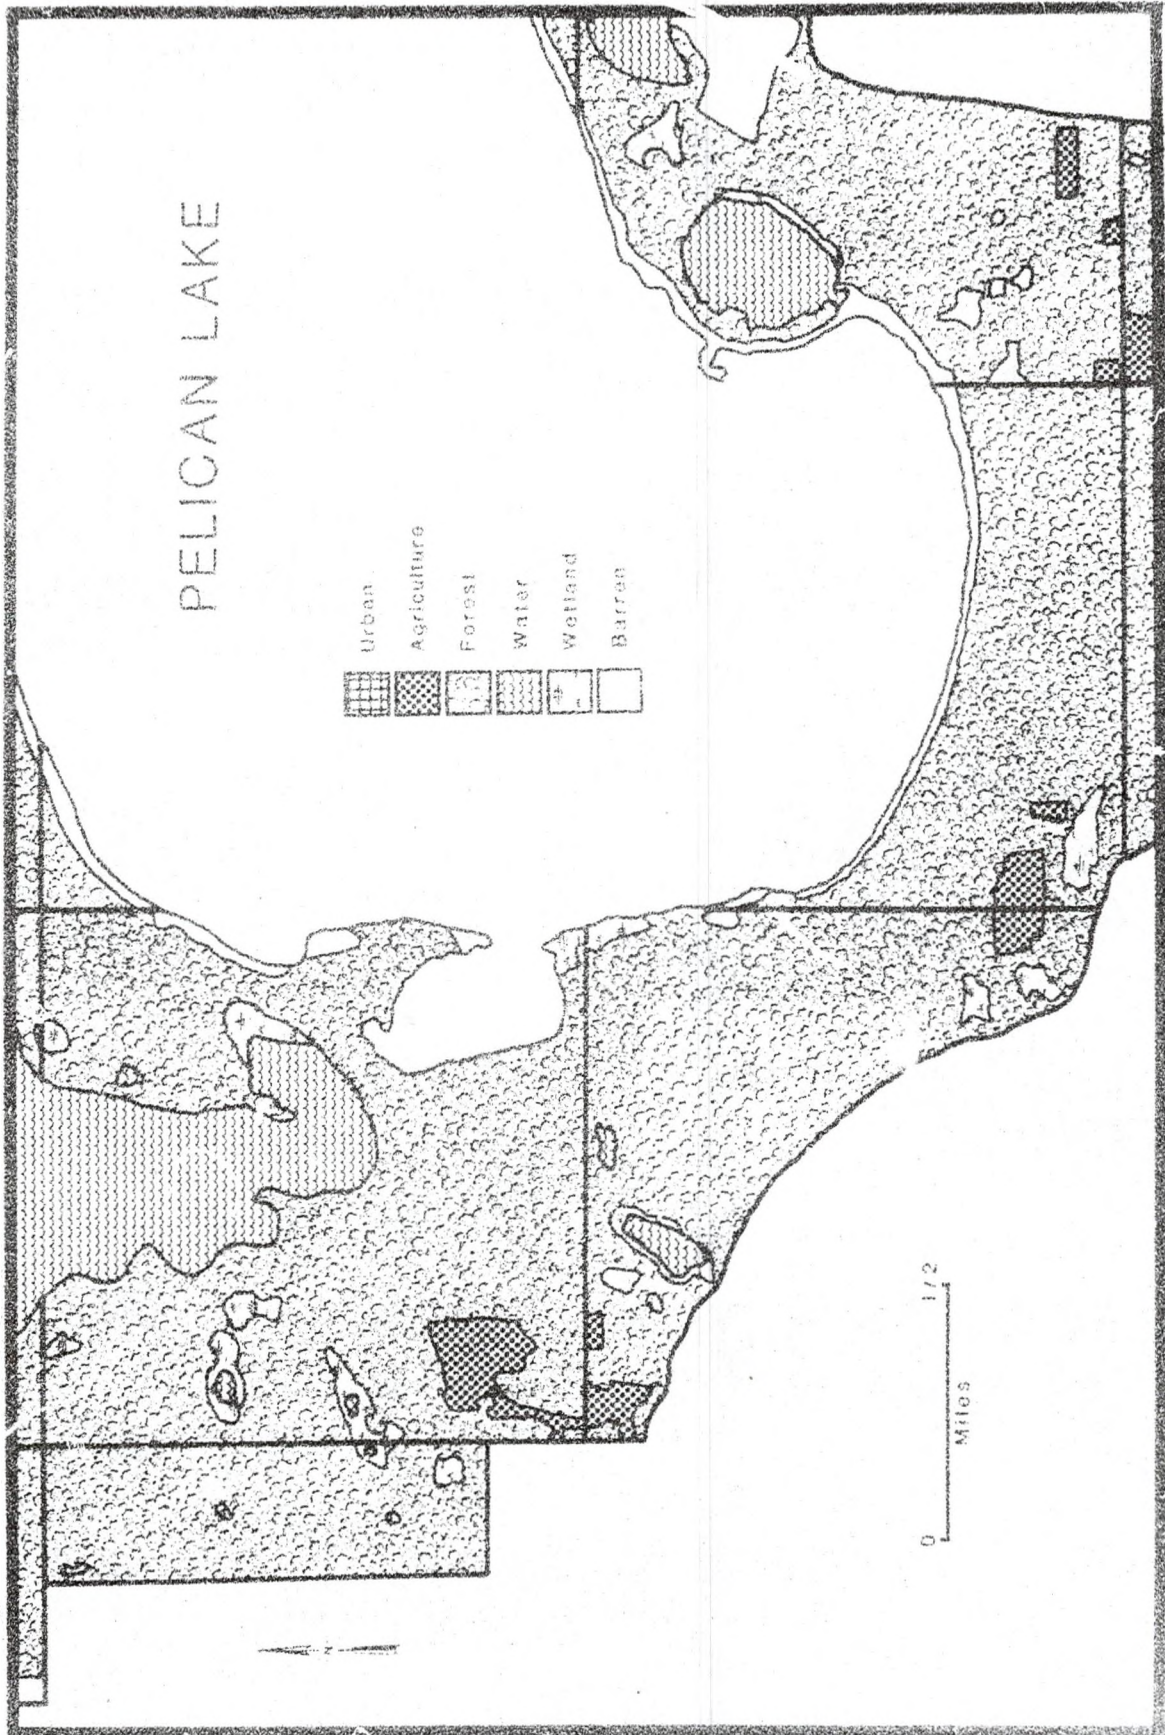 PELICAN LAKE
Urban
Agriculture
Forest
Water
Wetland
Barren
N
0 1/2
Miles